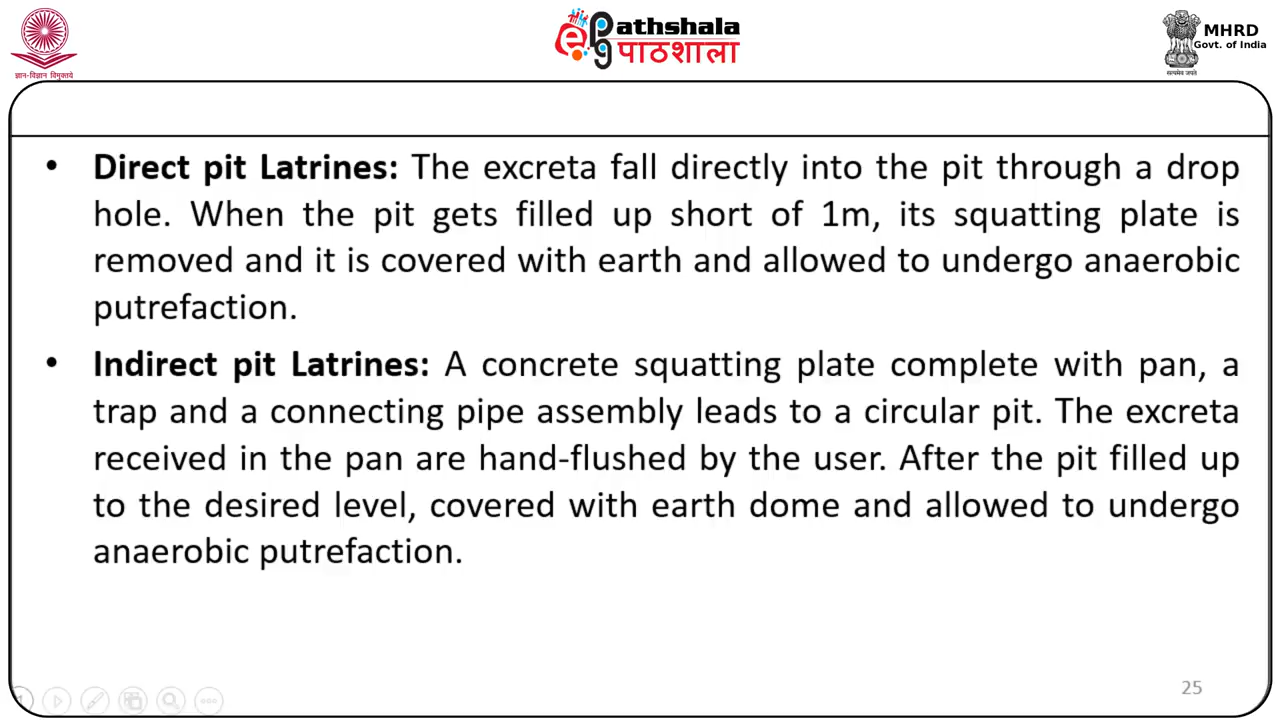 ज्ञान-विज्ञान विमुक्तये
ePg
athshala
पाठशाला
MHRD
Govt. of India
सत्यमेव जयते
• Direct pit Latrines: The excreta fall directly into the pit through a drop
hole. When the pit gets filled up short of 1m, its squatting plate is
removed and it is covered with earth and allowed to undergo anaerobic
putrefaction.
• Indirect pit Latrines: A concrete squatting plate complete with pan, a
trap and a connecting pipe assembly leads to a circular pit. The excreta
received in the pan are hand-flushed by the user. After the pit filled up
to the desired level, covered with earth dome and allowed to undergo
anaerobic putrefaction.
25